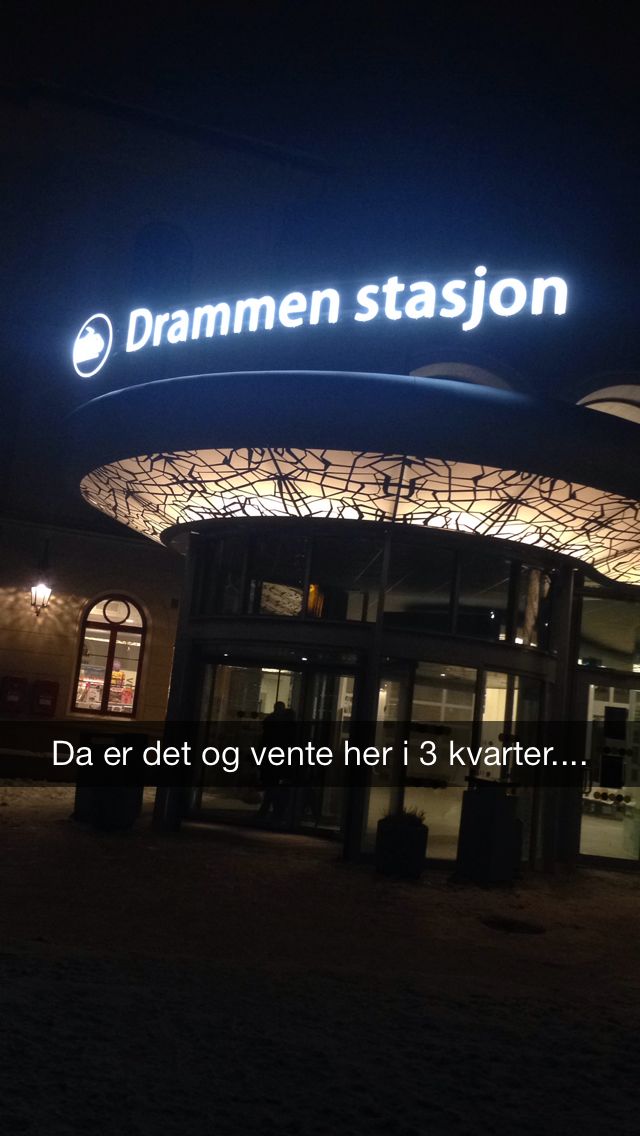 Drammen stasjon
Da er det og vente her i 3 kvarter....